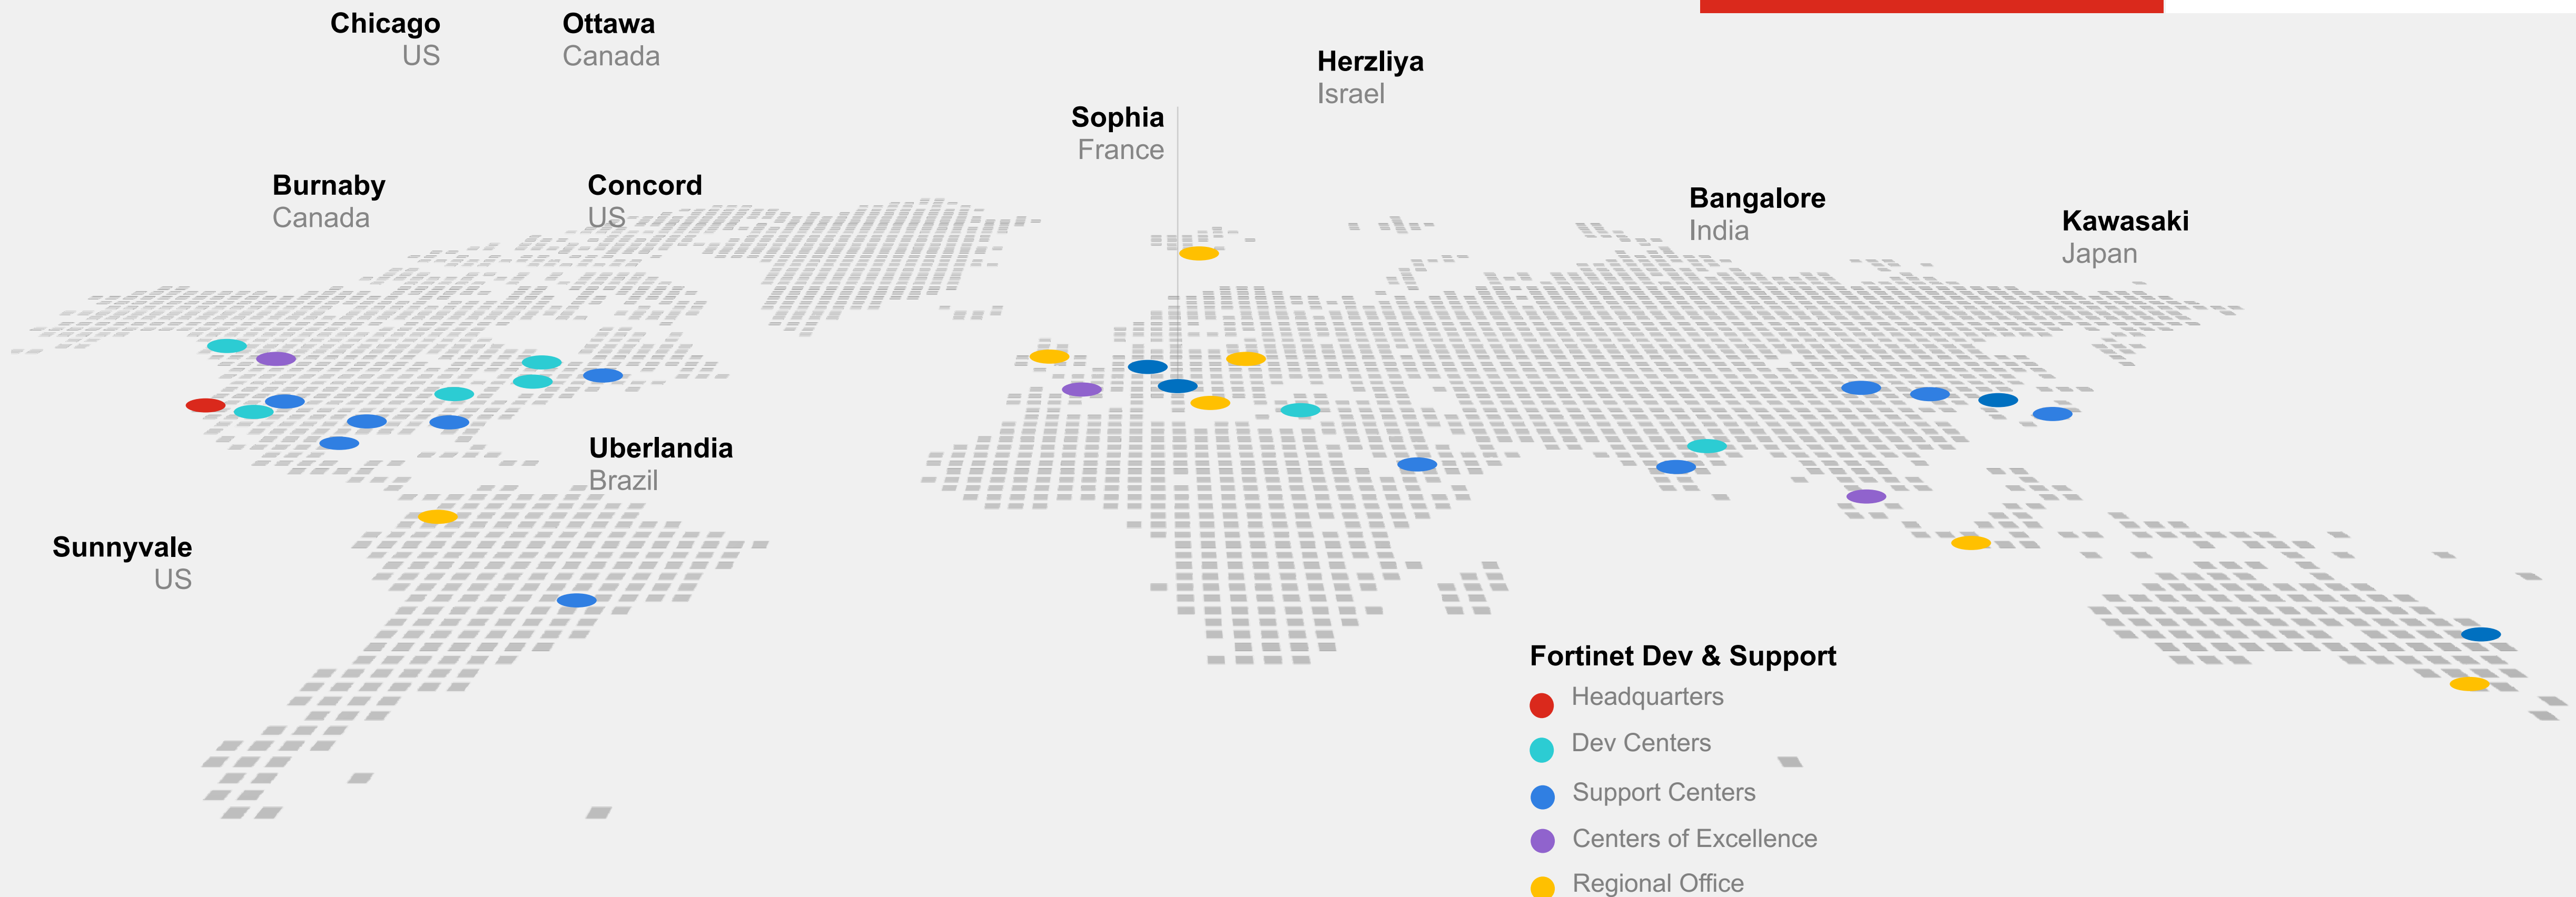 Chicago
US
Ottawa
Canada
Herzliya
Israel
Sophia
France
Burnaby
Canada
Concord
US
Bangalore
India
Kawasaki
Japan
Uberlandia
Brazil
Sunnyvale
US
Fortinet Dev & Support
Headquarters
Dev Centers
Support Centers
Centers of Excellence
Regional Office